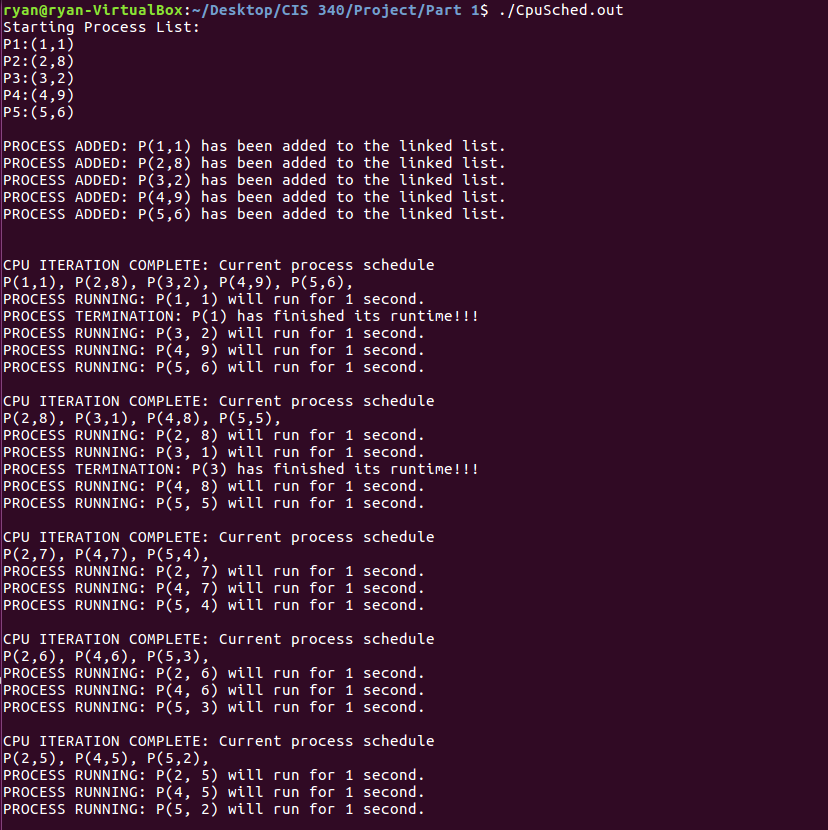 ryan@ryan-VirtualBox:~/Desktop/CIS 340/Project/Part 1$ ./CpuSched.out
Starting Process List:
P1:(1,1)
P2:(2,8)
P3:(3,2)
P4:(4,9)
P5:(5,6)
PROCESS ADDED: P(1,1) has been added to the linked list.
PROCESS ADDED: P(2,8) has been added to the linked list.
PROCESS ADDED: P(3,2) has been added to the linked list.
PROCESS ADDED: P(4,9) has been added to the linked list.
PROCESS ADDED: P(5,6) has been added to the linked list.
CPU ITERATION COMPLETE: Current process schedule
P(1,1), P(2,8), P(3,2), P(4,9), P(5,6),
PROCESS RUNNING: P(1, 1) will run for 1 second.
PROCESS TERMINATION: P(1) has finished its runtime!!!
PROCESS RUNNING: P(3, 2) will run for 1 second.
PROCESS RUNNING: P(4, 9) will run for 1 second.
PROCESS RUNNING: P(5, 6) will run for 1 second.
CPU ITERATION COMPLETE: Current process schedule
P(2,8), P(3,1), P(4,8), P(5,5),
PROCESS RUNNING: P(2, 8) will run for 1 second.
PROCESS RUNNING: P(3, 1) will run for 1 second.
PROCESS TERMINATION: P(3) has finished its runtime!!!
PROCESS RUNNING: P(4, 8) will run for 1 second.
PROCESS RUNNING: P(5, 5) will run for 1 second.
CPU ITERATION COMPLETE: Current process schedule
P(2,7), P(4,7), P(5,4),
PROCESS RUNNING: P(2, 7) will run for 1 second.
PROCESS RUNNING: P(4, 7) will run for 1 second.
PROCESS RUNNING: P(5, 4) will run for 1 second.
CPU ITERATION COMPLETE: Current process schedule
P(2,6), P(4,6), P(5,3),
PROCESS RUNNING: P(2, 6) will run for 1 second.
PROCESS RUNNING: P(4, 6) will run for 1 second.
PROCESS RUNNING: P(5, 3) will run for 1 second.
CPU ITERATION COMPLETE: Current process schedule
P(2,5), P(4,5), P(5,2),
PROCESS RUNNING: P(2, 5) will run for 1 second.
PROCESS RUNNING: P(4, 5) will run for 1 second.
PROCESS RUNNING: P(5, 2) will run for 1 second.